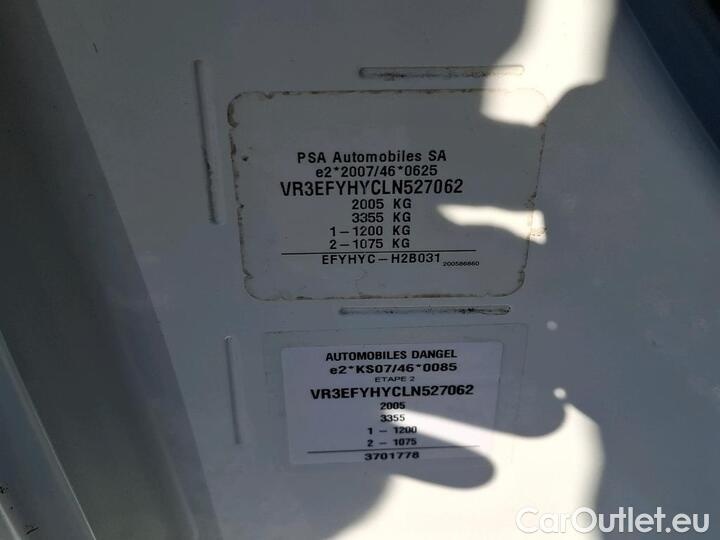 PSA Automobiles SA
e2*2007/46*0625
VR3EFYHYCLN527062
2005 KG
3355 KG
1-1200 KG
2-1075 KG
EFYHYC-H2B031
200586860
AUTOMOBILES DANGEL
e2*KS07/46*0085
ETAPE 2
VR3EFYHYCLN527062
2005
3355
1 - 1200
2 - 1075
3701778
CarOutlet.eu